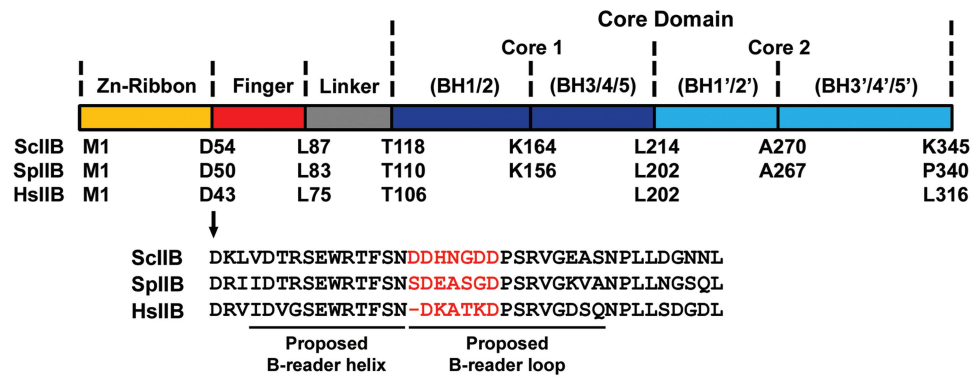 Core Domain
Core 1 Core 2
Zn-Ribbon Finger Linker (BH1/2) (BH3/4/5) (BH1’/2’) (BH3’/4’/5’)
ScIIB M1 D54 L87 T118 K164 L214 A270 K345
SpIIB M1 D50 L83 T110 K156 L202 A267 P340
HsIIB M1 D43 L75 T106 L202 L316
ScIIB DKLVDTRSEWRTFSNDDHNGDDPSRVGEASNPLLDGNNL
SpIIB DRIIDTRSEWRTFSNSDEASGDPSRVGKVANPLLNGSQL
HsIIB DRVIDVGSEWRTFSN-DKATKDPSRVGDSQNPLLSDGDL
Proposed Proposed
B-reader helix B-reader loop